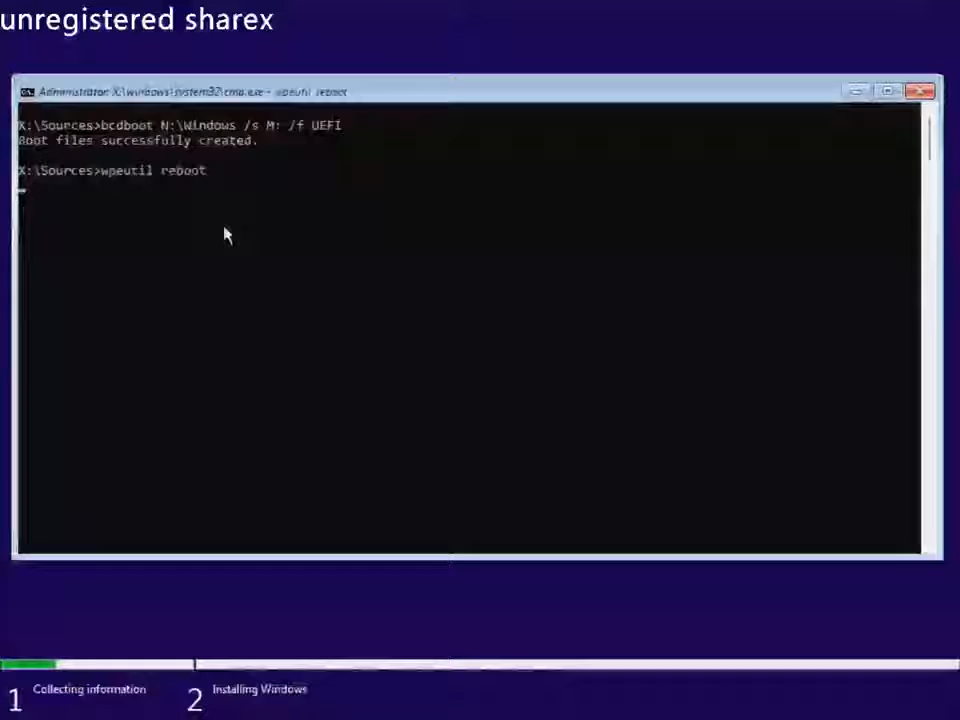 unregistered sharex
Administrator: X:\windows\system32\cmd.exe - wpeutil reboot
X:\Sources>bcdboot N:\Windows /s M: /f UEFI
Boot files successfully created.
X:\Sources>wpeutil reboot
1 Collecting information
2 Installing Windows